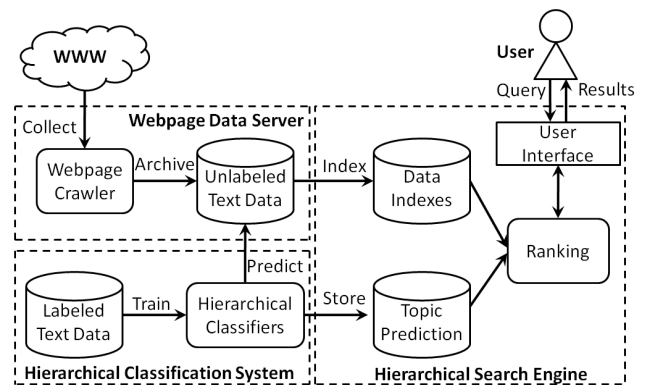 WWW
User
Query
Results
Collect
Webpage Data Server
Webpage
Crawler
Archive
Unlabeled
Text Data
Index
Data
Indexes
User
Interface
Ranking
Predict
Labeled
Text Data
Train
Hierarchical
Classifiers
Store
Topic
Prediction
Hierarchical Classification System
Hierarchical Search Engine